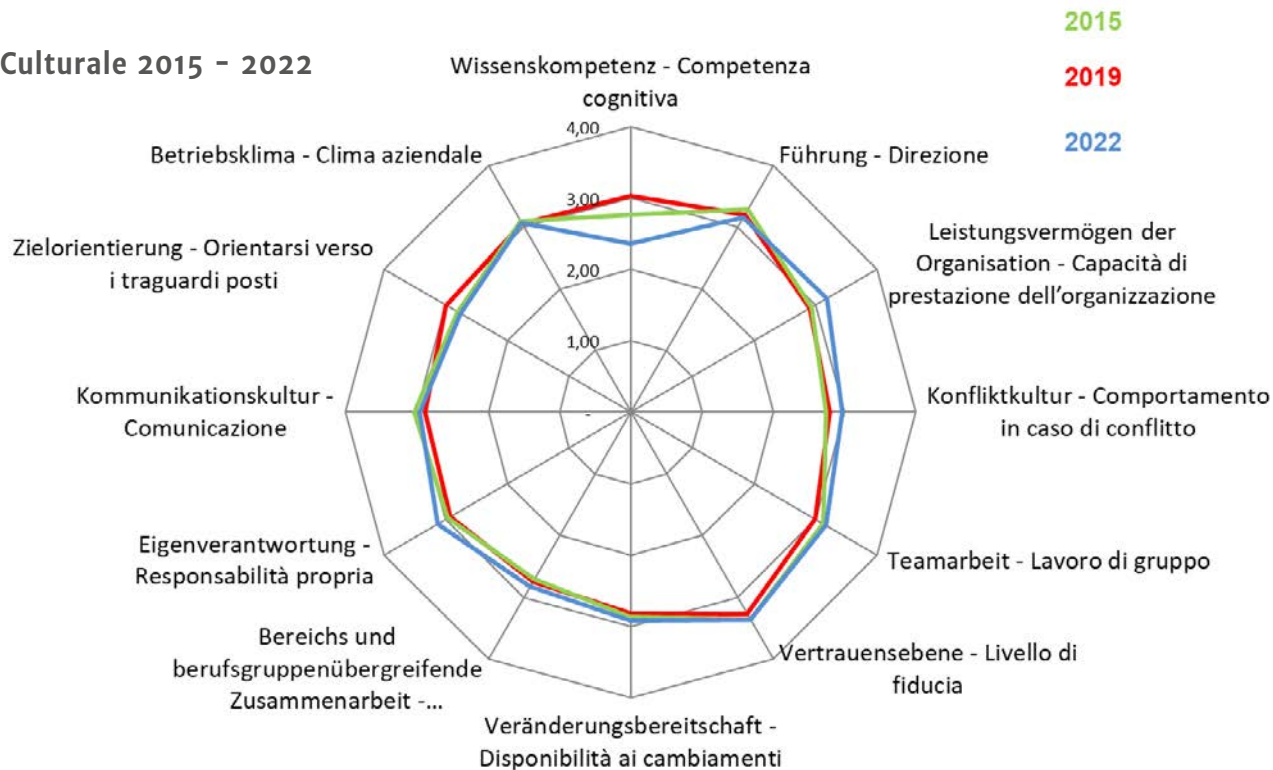 Culturale 2015 - 2022
2015
2019
2022
Wissenskompetenz - Competenza
cognitiva
Führung - Direzione
Leistungsvermögen der
Organisation - Capacità di
prestazione dell’organizzazione
Konfliktkultur - Comportamento
in caso di conflitto
Teamarbeit - Lavoro di gruppo
Vertrauensebene - Livello di
fiducia
Veränderungsbereitschaft -
Disponibilità ai cambiamenti
Bereichs und
berufsgruppenübergreifende
Zusammenarbeit -...
Eigenverantwortung -
Responsabilità propria
Kommunikationskultur -
Comunicazione
Zielorientierung - Orientarsi verso
i traguardi posti
Betriebsklima - Clima aziendale
4,00
3,00
2,00
1,00
-